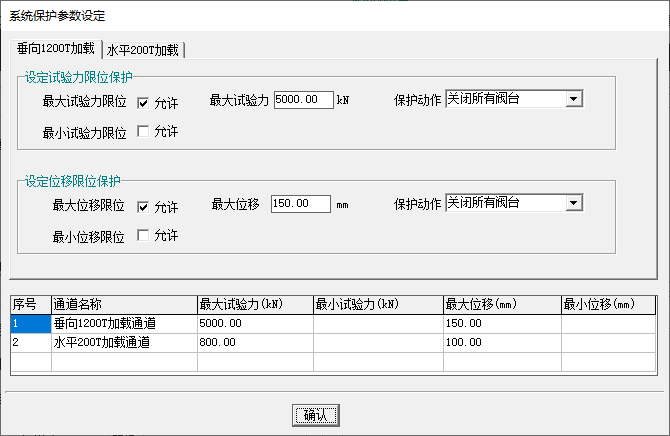 系统保护参数设定
垂向1200T加载 水平200T加载
设定试验力限位保护
最大试验力限位 允许 最大试验力 5000.00 kN 保护动作 关闭所有阀台
最小试验力限位 允许
设定位移限位保护
最大位移限位 允许 最大位移 150.00 mm 保护动作 关闭所有阀台
最小位移限位 允许
序号 通道名称 最大试验力(kN) 最小试验力(kN) 最大位移(mm) 最小位移(mm)
1 垂向1200T加载通道 5000.00 150.00
2 水平200T加载通道 800.00 100.00
确认